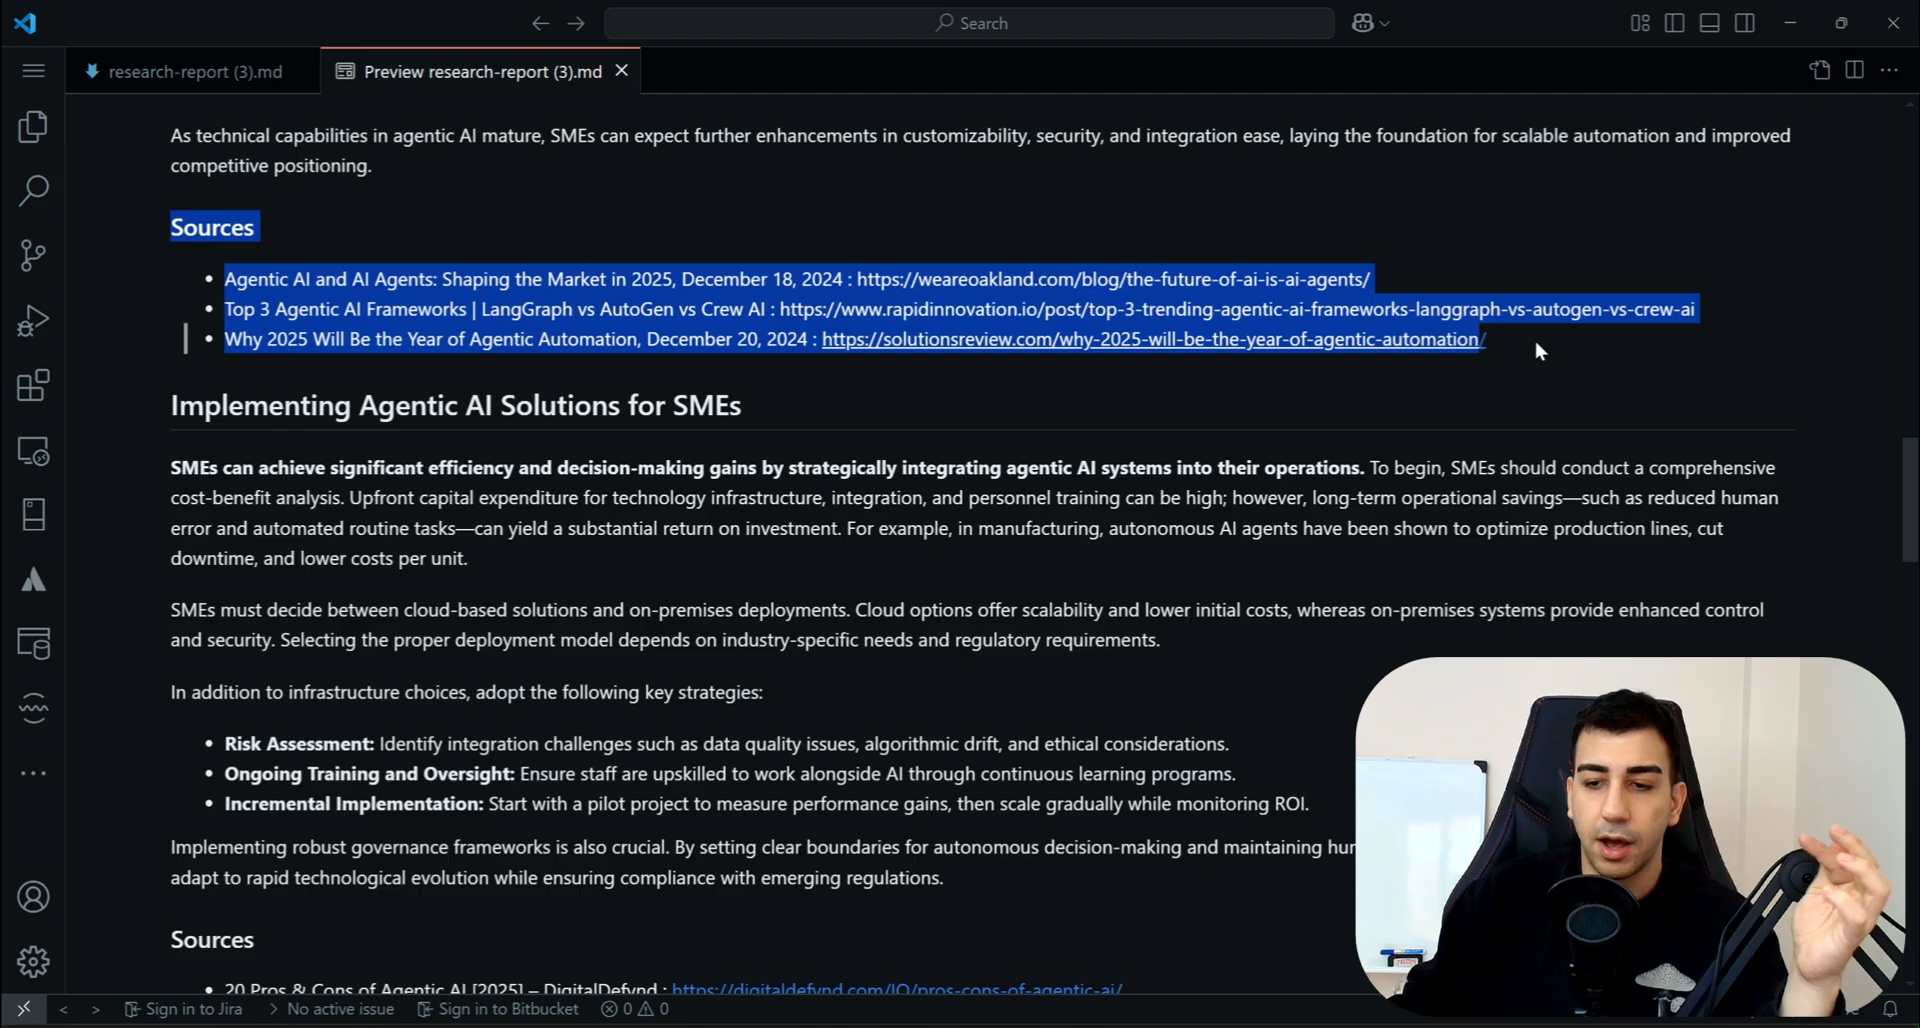 Search
research-report (3).md
Preview research-report (3).md
As technical capabilities in agentic AI mature, SMEs can expect further enhancements in customizability, security, and integration ease, laying the foundation for scalable automation and improved
competitive positioning.
Sources
• Agentic AI and AI Agents: Shaping the Market in 2025, December 18, 2024 : https://weareoakland.com/blog/the-future-of-ai-is-ai-agents/
• Top 3 Agentic AI Frameworks | LangGraph vs AutoGen vs Crew AI : https://www.rapidinnovation.io/post/top-3-trending-agentic-ai-frameworks-langgraph-vs-autogen-vs-crew-ai
• Why 2025 Will Be the Year of Agentic Automation, December 20, 2024 : https://solutionsreview.com/why-2025-will-be-the-year-of-agentic-automation/
Implementing Agentic AI Solutions for SMEs
SMEs can achieve significant efficiency and decision-making gains by strategically integrating agentic AI systems into their operations. To begin, SMEs should conduct a comprehensive
cost-benefit analysis. Upfront capital expenditure for technology infrastructure, integration, and personnel training can be high; however, long-term operational savings—such as reduced human
error and automated routine tasks—can yield a substantial return on investment. For example, in manufacturing, autonomous AI agents have been shown to optimize production lines, cut
downtime, and lower costs per unit.
SMEs must decide between cloud-based solutions and on-premises deployments. Cloud options offer scalability and lower initial costs, whereas on-premises systems provide enhanced control
and security. Selecting the proper deployment model depends on industry-specific needs and regulatory requirements.
In addition to infrastructure choices, adopt the following key strategies:
• Risk Assessment: Identify integration challenges such as data quality issues, algorithmic drift, and ethical considerations.
• Ongoing Training and Oversight: Ensure staff are upskilled to work alongside AI through continuous learning programs.
• Incremental Implementation: Start with a pilot project to measure performance gains, then scale gradually while monitoring ROI.
Implementing robust governance frameworks is also crucial. By setting clear boundaries for autonomous decision-making and maintaining
adapt to rapid technological evolution while ensuring compliance with emerging regulations.
Sources
• 20 Pros & Cons of Agentic AI [2025] – DigitalDefynd : https://digitaldefynd.com/IQ/pros-cons-of-agentic-ai/
Sign in to Jira
No active issue
Sign in to Bitbucket
0
0